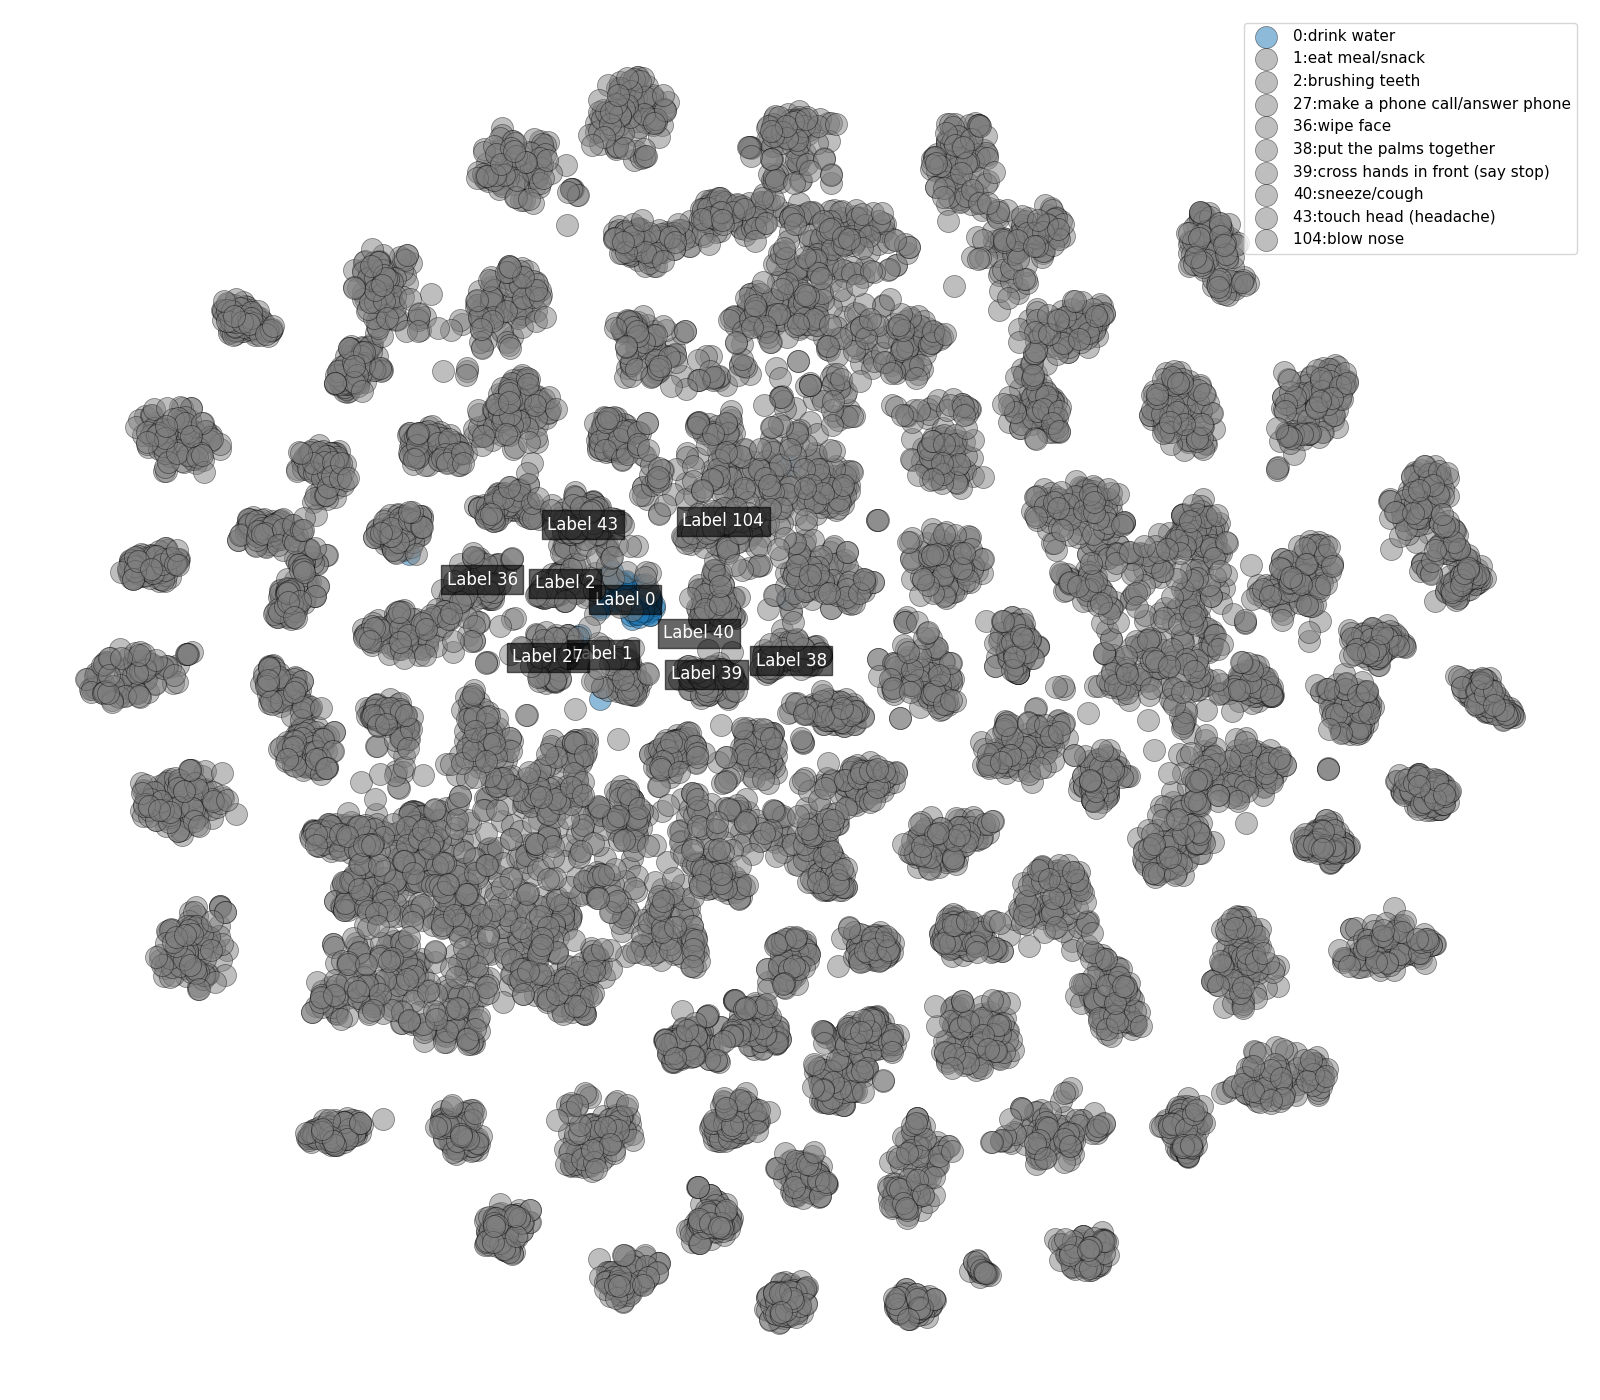 0:drink water
1:eat meal/snack
2:brushing teeth
27:make a phone call/answer phone
36:wipe face
38:put the palms together
39:cross hands in front (say stop)
40:sneeze/cough
43:touch head (headache)
104:blow nose
Label 43
Label 104
Label 36
Label 2
Label 0
Label 40
Label 27
bel 1
Label 38
Label 39